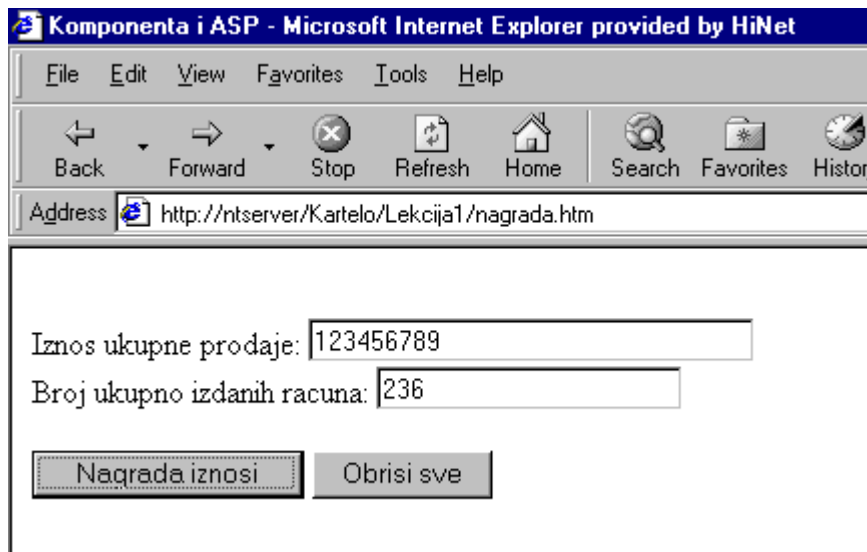 Komponenta i ASP - Microsoft Internet Explorer provided by HiNet
File Edit View Favorites Tools Help
Back Forward Stop Refresh Home Search Favorites Histor
Address http://ntserver/Kartelo/Lekcija1/nagrada.htm
Iznos ukupne prodaje: 123456789
Broj ukupno izdanih racuna: 236
Nagrada iznosi Obrisi sve